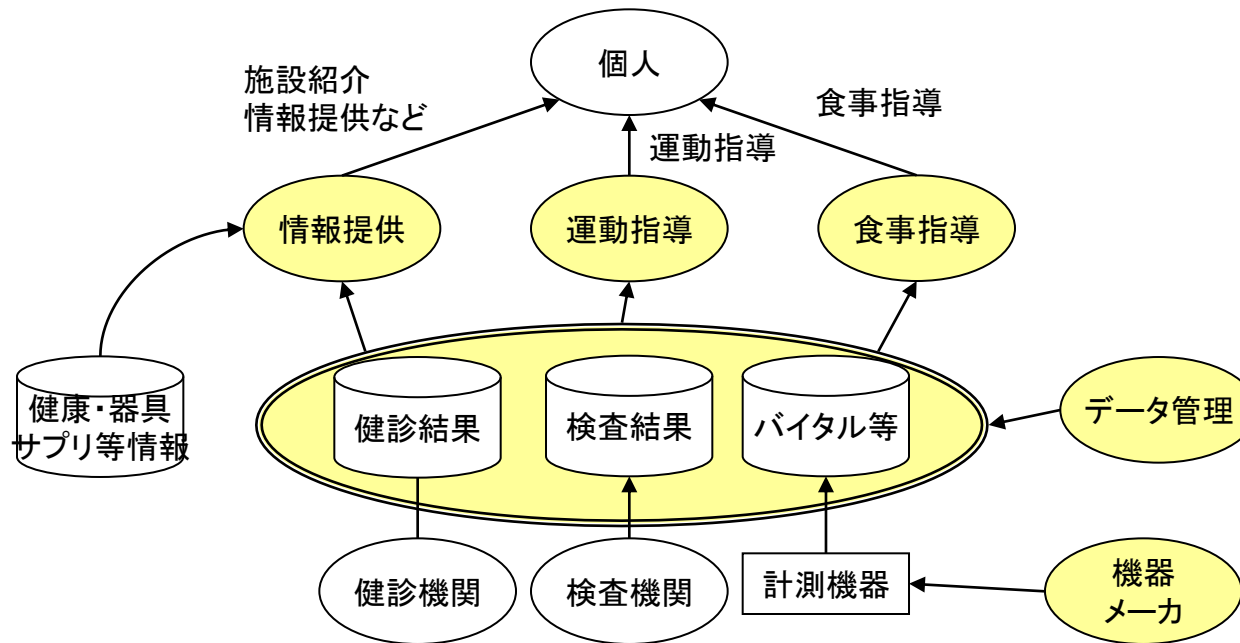 個人
施設紹介
情報提供など
食事指導
運動指導
情報提供
運動指導
食事指導
健康・器具
サプリ等情報
健診結果
検査結果
バイタル等
データ管理
健診機関
検査機関
計測機器
機器
メーカ